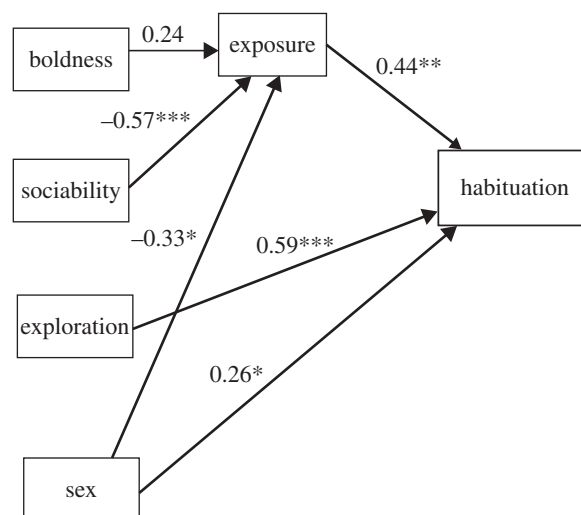 boldness
0.24
exposure
0.44**
–0.57***
sociability
habituation
–0.33*
0.59***
exploration
0.26*
sex